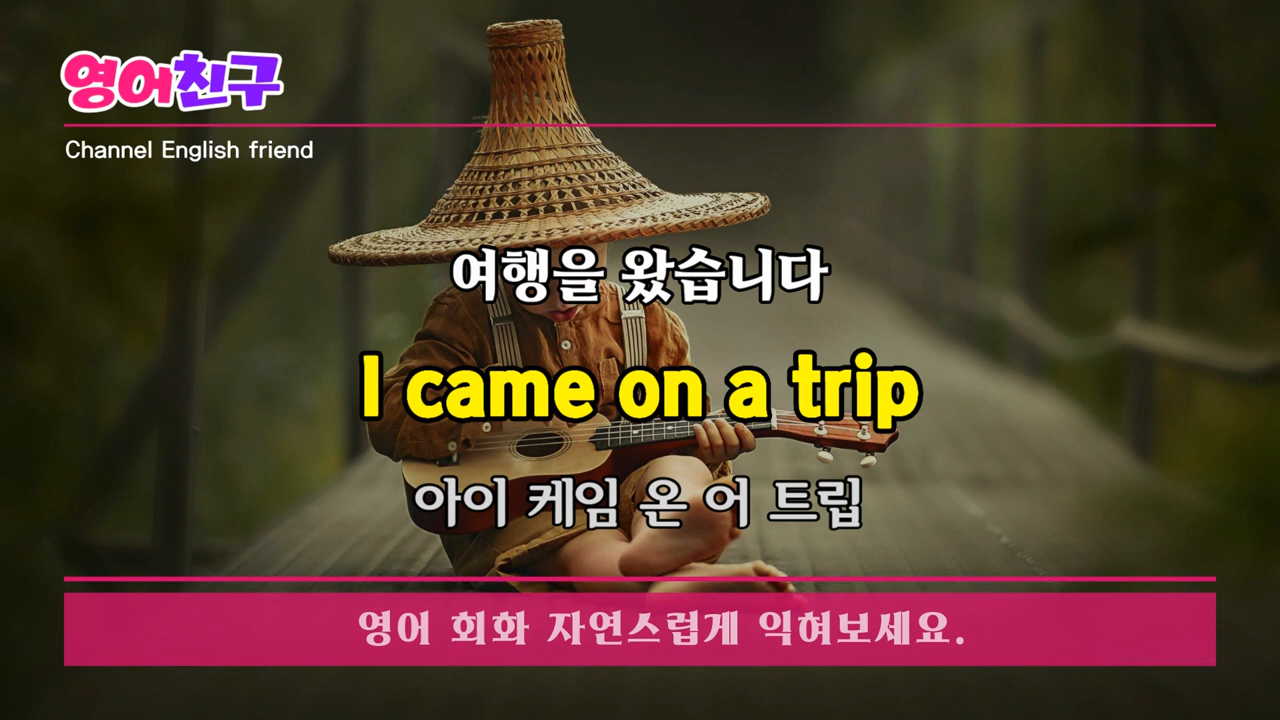 영어친구
Channel English friend
여행을 왔습니다
I came on a trip
아이 케임 온 어 트립
영어 회화 자연스럽게 익혀보세요.